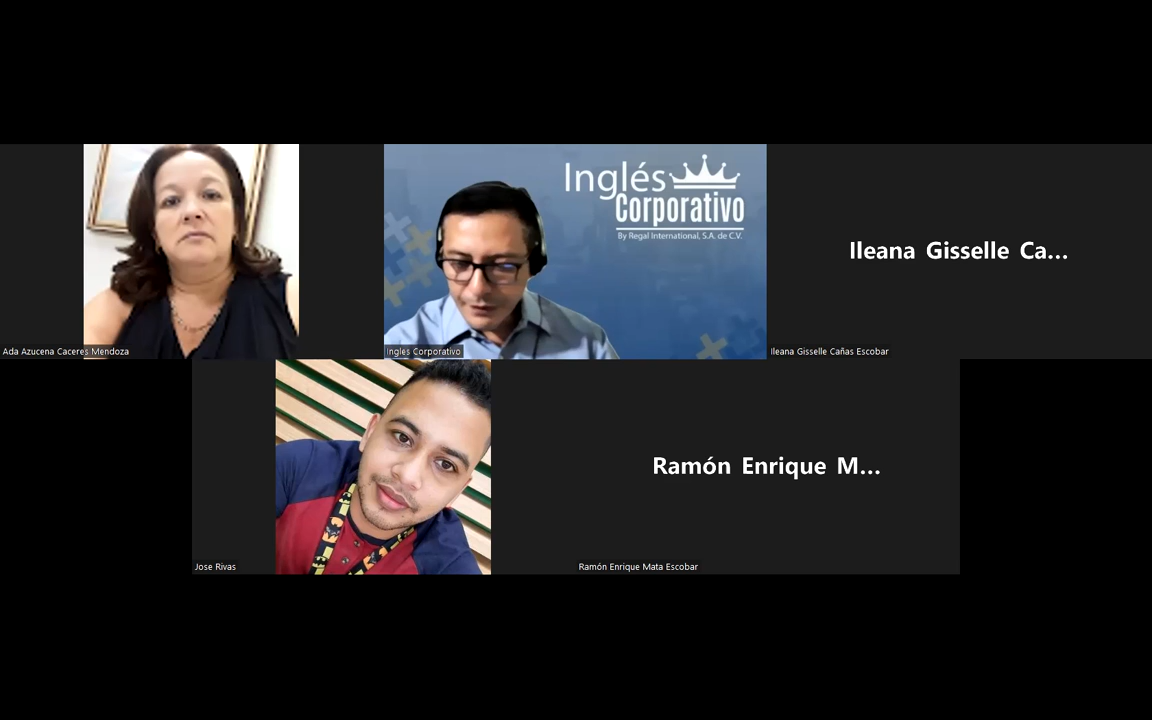 Inglés
Corporativo
By Regal International, S.A. de C.V.
Ileana Gisselle Ca...
Ada Azucena Caceres Mendoza
Ingles Corporativo
Ileana Gisselle Cañas Escobar
Ramón Enrique M...
Jose Rivas
Ramón Enrique Mata Escobar